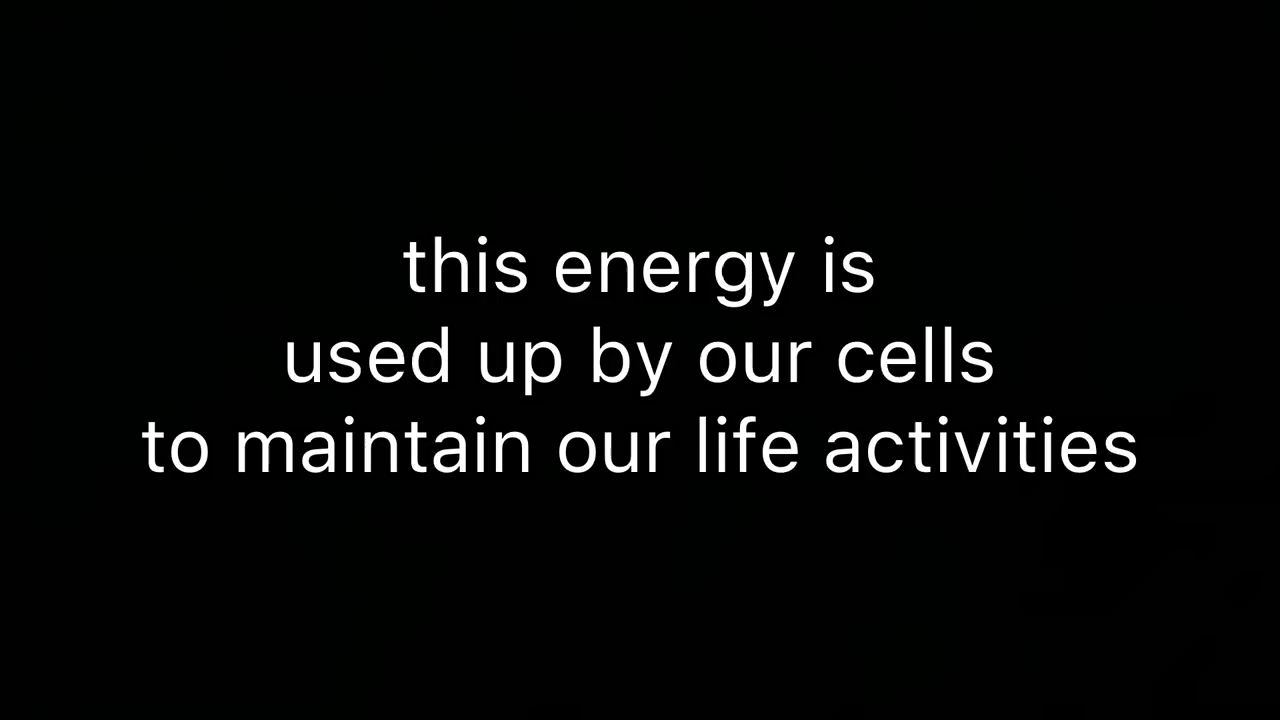 this energy is
used up by our cells
to maintain our life activities